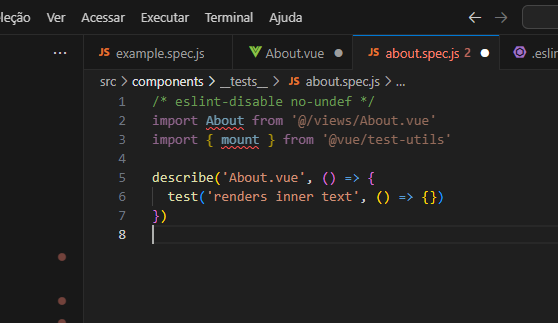 eleção Ver Acessar Executar Terminal Ajuda
JS example.spec.js About.vue JS about.spec.js 2 .eslin
src > components > __tests__ > JS about.spec.js > ...
1 /* eslint-disable no-undef */
2 import About from '@/views/About.vue'
3 import { mount } from '@vue/test-utils'
4
5 describe('About.vue', () => {
6 test('renders inner text', () => {})
7 })
8